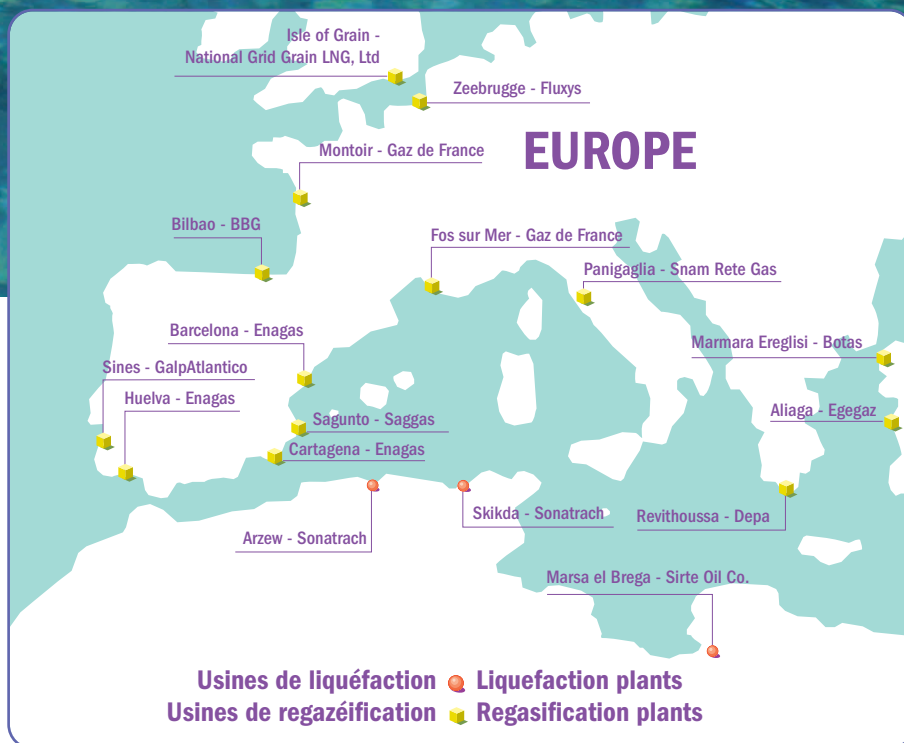 Isle of Grain -
National Grid Grain LNG, Ltd
Zeebrugge - Fluxys
EUROPE
Montoir - Gaz de France
Bilbao - BBG
Fos sur Mer - Gaz de France
Panigaglia - Snam Rete Gas
Barcelona - Enagas
Marmara Ereglisi - Botas
Sines - GalpAtlantico
Huelva - Enagas
Aliaga - Egegaz
Sagunto - Saggas
Cartagena - Enagas
Skikda - Sonatrach
Revithoussa - Depa
Arzew - Sonatrach
Marsa el Brega - Sirte Oil Co.
Usines de liquéfaction Liquefaction plants
Usines de regazéification Regasification plants